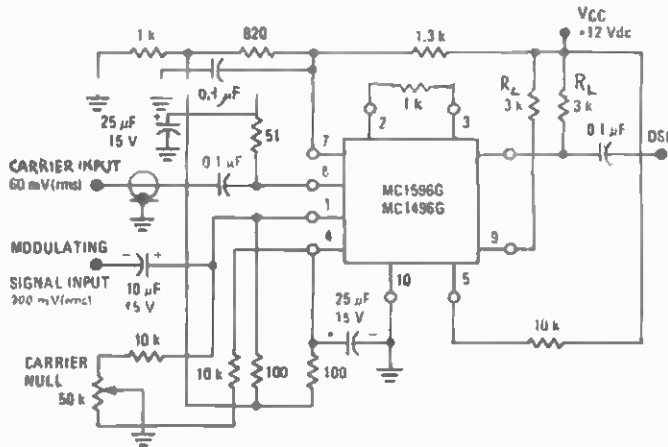 1 k
820
1.3 k
VCC
+12 Vdc
0.1 µF
1 k
RL
3 k
RL
3 k
25 µF
15 V
+
51
2
3
0.1 µF
DS
CARRIER INPUT
60 mV(rms)
0.1 µF
7
8
MC1596G
MC1496G
1
4
9
MODULATING
SIGNAL INPUT
300 mV(rms)
- +
10 µF
15 V
10
5
25 µF
15 V
-
10 k
10 k
10 k
100
100
CARRIER
NULL
50 k